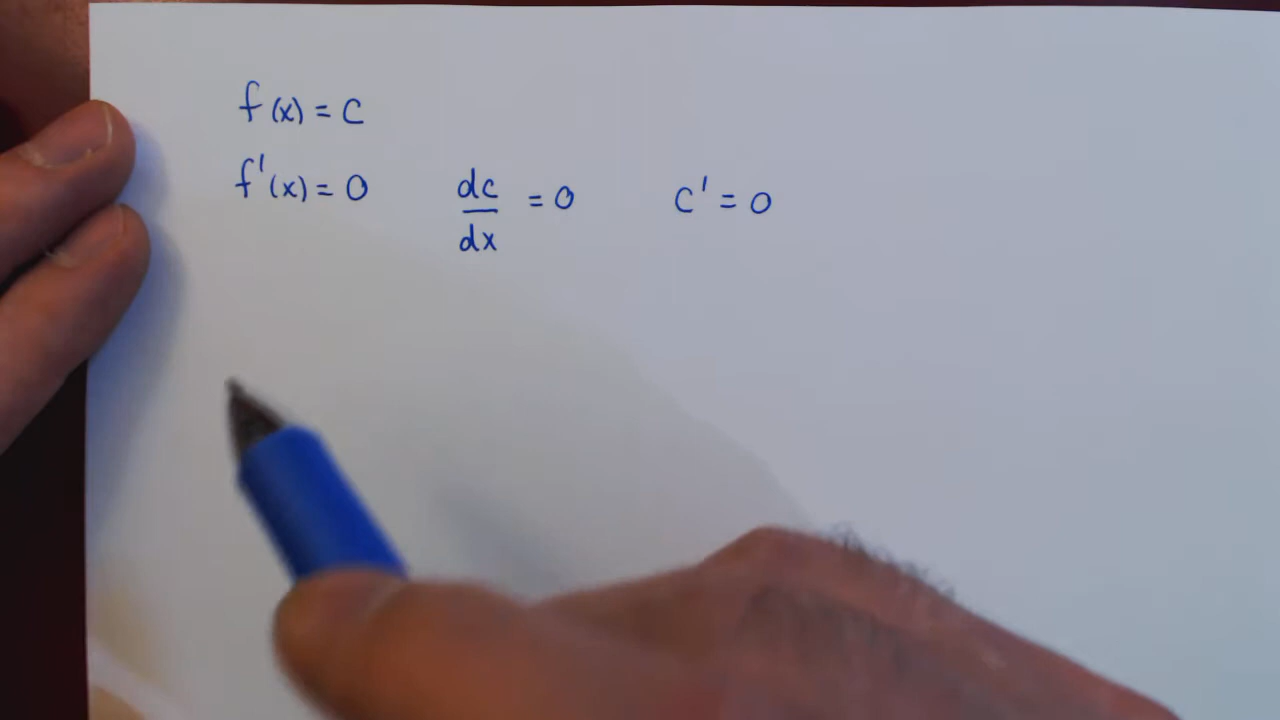 f(x) = c
f'(x) = 0   dc/dx = 0   c' = 0